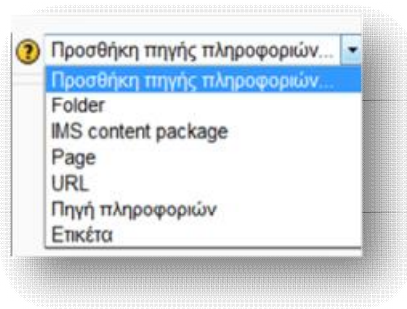 ? Προσθήκη πηγής πληροφοριών...
Προσθήκη πηγής πληροφοριών...
Folder
IMS content package
Page
URL
Πηγή πληροφοριών
Ετικέτα